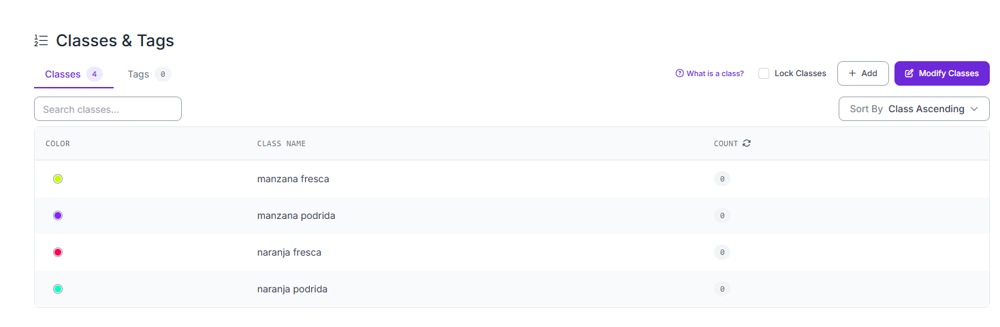 Classes & Tags
Classes 4 Tags 0 What is a class? Lock Classes + Add Modify Classes
Search classes... Sort By Class Ascending
COLOR CLASS NAME COUNT
manzana fresca 0
manzana podrida 0
naranja fresca 0
naranja podrida 0